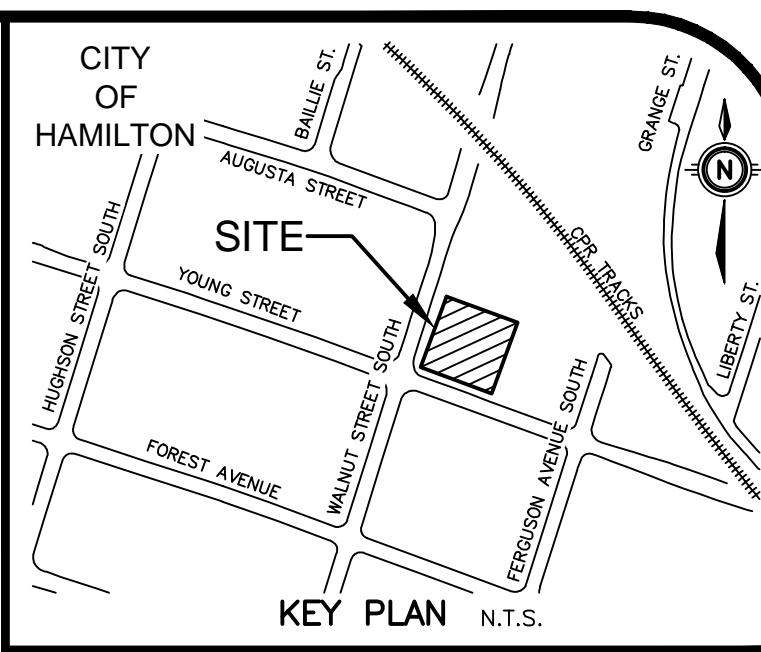 CITY
OF
HAMILTON
BAILLIE ST.
GRANGE ST.
N
AUGUSTA STREET
SITE
CPR TRACKS
HUGHSON STREET SOUTH
YOUNG STREET
LIBERTY ST.
WALNUT STREET SOUTH
FERGUSON AVENUE SOUTH
FOREST AVENUE
KEY PLAN N.T.S.